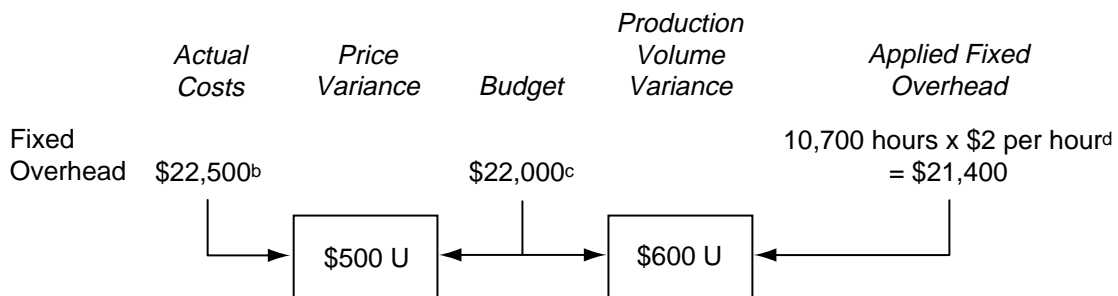 Actual Costs
Price Variance
Budget
Production Volume Variance
Applied Fixed Overhead
Fixed Overhead
$22,500b
$22,000c
10,700 hours x $2 per hourd
= $21,400
$500 U
$600 U